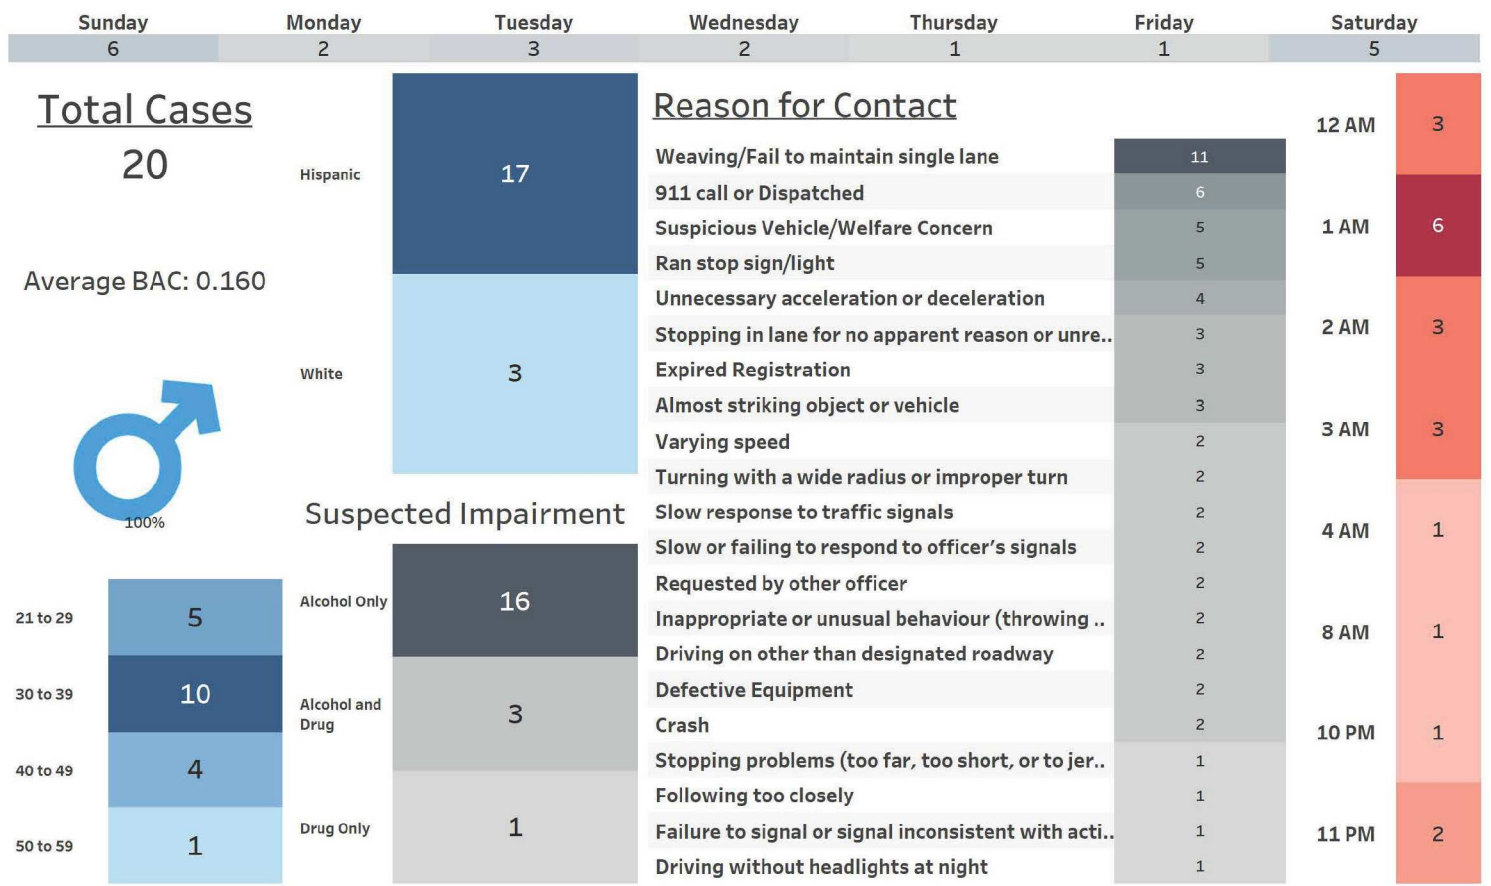 Sunday Monday Tuesday Wednesday Thursday Friday Saturday
6 2 3 2 1 1 5
Total Cases
20
Average BAC: 0.160
100%
21 to 29 5
30 to 39 10
40 to 49 4
50 to 59 1
Hispanic 17
White 3
Suspected Impairment
Alcohol Only 16
Alcohol and
Drug 3
Drug Only 1
Reason for Contact
Weaving/Fail to maintain single lane 11
911 call or Dispatched 6
Suspicious Vehicle/Welfare Concern 5
Ran stop sign/light 5
Unnecessary acceleration or deceleration 4
Stopping in lane for no apparent reason or unre.. 3
Expired Registration 3
Almost striking object or vehicle 3
Varying speed 2
Turning with a wide radius or improper turn 2
Slow response to traffic signals 2
Slow or failing to respond to officer's signals 2
Requested by other officer 2
Inappropriate or unusual behaviour (throwing .. 2
Driving on other than designated roadway 2
Defective Equipment 2
Crash 2
Stopping problems (too far, too short, or to jer.. 1
Following too closely 1
Failure to signal or signal inconsistent with acti.. 1
Driving without headlights at night 1
12 AM 3
1 AM 6
2 AM 3
3 AM 3
4 AM 1
8 AM 1
10 PM 1
11 PM 2